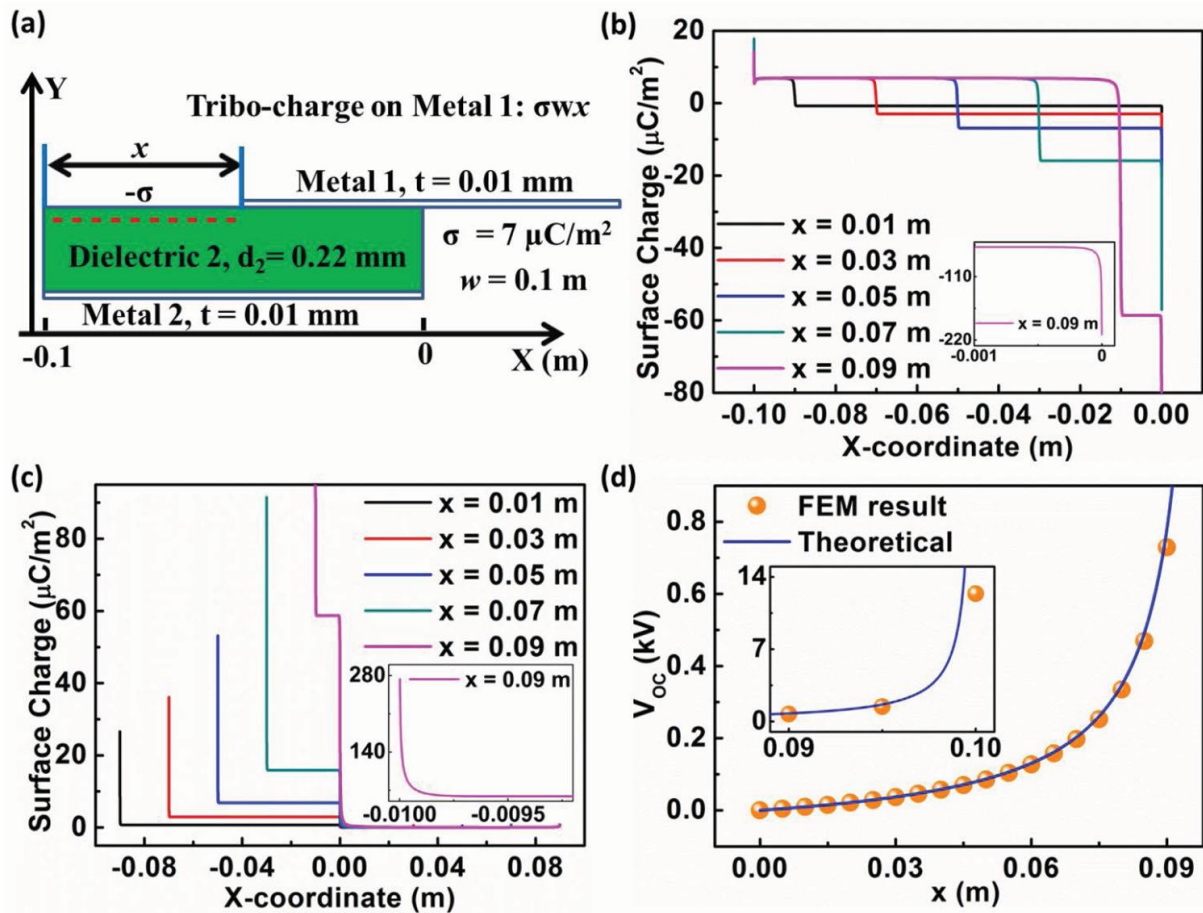 (a)
Y
Tribo-charge on Metal 1: σwx
x
-σ
Metal 1, t = 0.01 mm
Dielectric 2, d₂= 0.22 mm
σ = 7 μC/m²
w = 0.1 m
Metal 2, t = 0.01 mm
-0.1
0
X (m)
(b)
Surface Charge (μC/m²)
20
0
-20
-40
-60
-80
x = 0.01 m
x = 0.03 m
x = 0.05 m
x = 0.07 m
x = 0.09 m
-110
-220
x = 0.09 m
-0.001
0
-0.10 -0.08 -0.06 -0.04 -0.02 0.00
X-coordinate (m)
(c)
Surface Charge (μC/m²)
80
60
40
20
0
x = 0.01 m
x = 0.03 m
x = 0.05 m
x = 0.07 m
x = 0.09 m
280
140
x = 0.09 m
-0.0100 -0.0095
-0.08 -0.04 0.00 0.04 0.08
X-coordinate (m)
(d)
V_OC (kV)
0.8
0.6
0.4
0.2
0.0
FEM result
Theoretical
14
7
0
0.09 0.10
0.00 0.03 0.06 0.09
x (m)